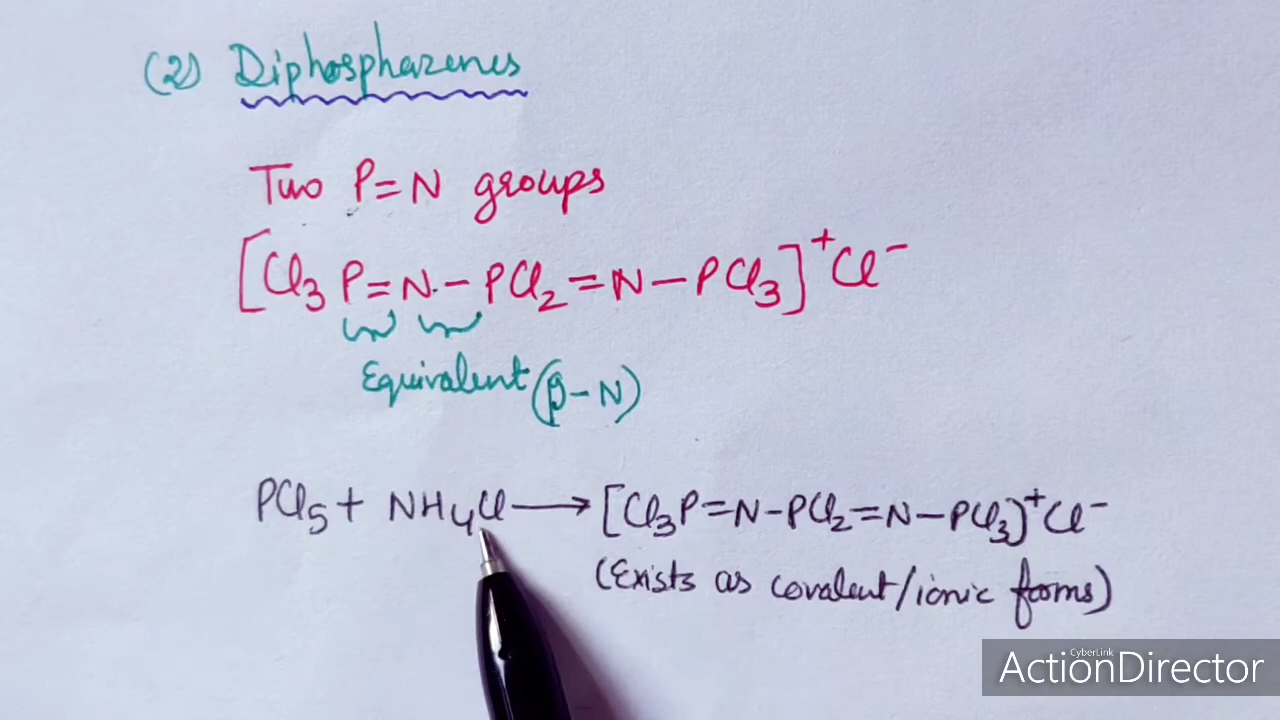 (2) Diphosphazenes
Two P=N groups
[Cl₃P=N-PCl₂=N-PCl₃]⁺Cl⁻
Equivalent (P-N)
PCl₅ + NH₄Cl → [Cl₃P=N-PCl₂=N-PCl₃]⁺Cl⁻
(Exists as covalent/ionic forms)
CyberLink
ActionDirector